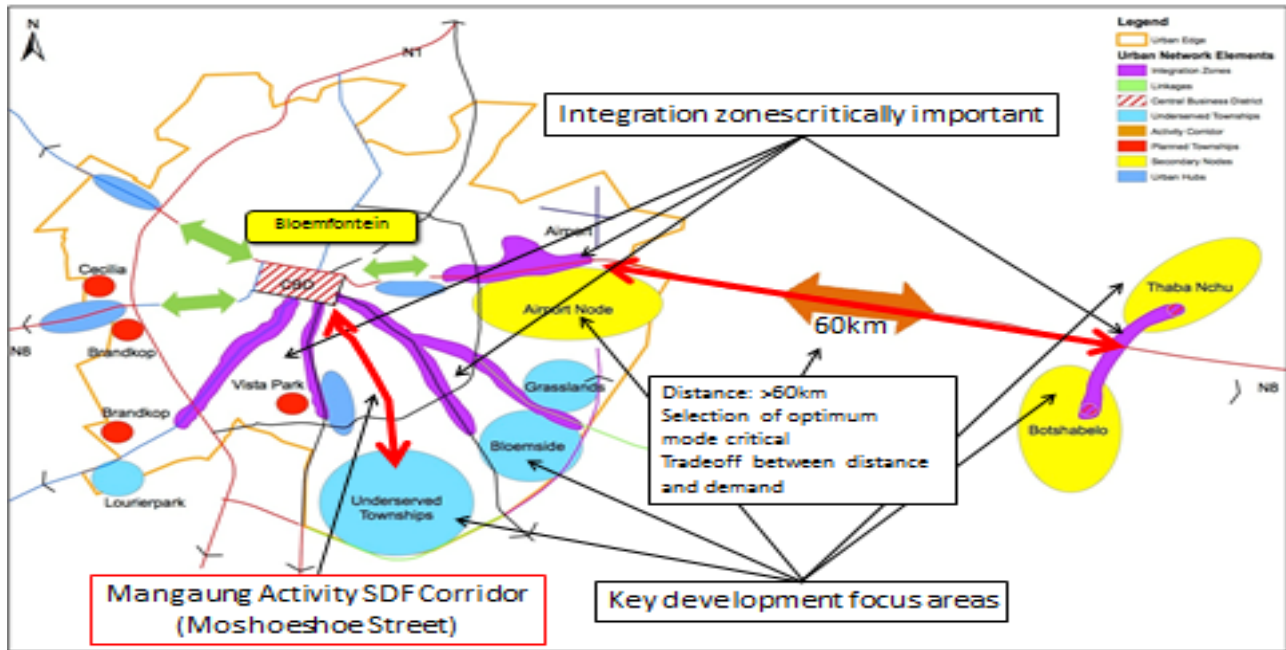 N
N1
Legend
Urban Edge
Urban Network Elements
Integration Zones
Linkages
Central Business District
Underserved Townships
Activity Corridor
Planned Townships
Secondary Nodes
Urban Hubs
Integration zonescritically important
Bloemfontein
Airport
Cecilia
CBD
Thaba Nchu
Airport Node
60km
N8
Brandkop
Vista Park
Grasslands
Distance: >60km
Selection of optimum
mode critical
Tradeoff between distance
and demand
N8
Brandkop
Botshabelo
Bloemside
Lourierpark
Underserved
Townships
Mangaung Activity SDF Corridor
(Moshoeshoe Street)
Key development focus areas